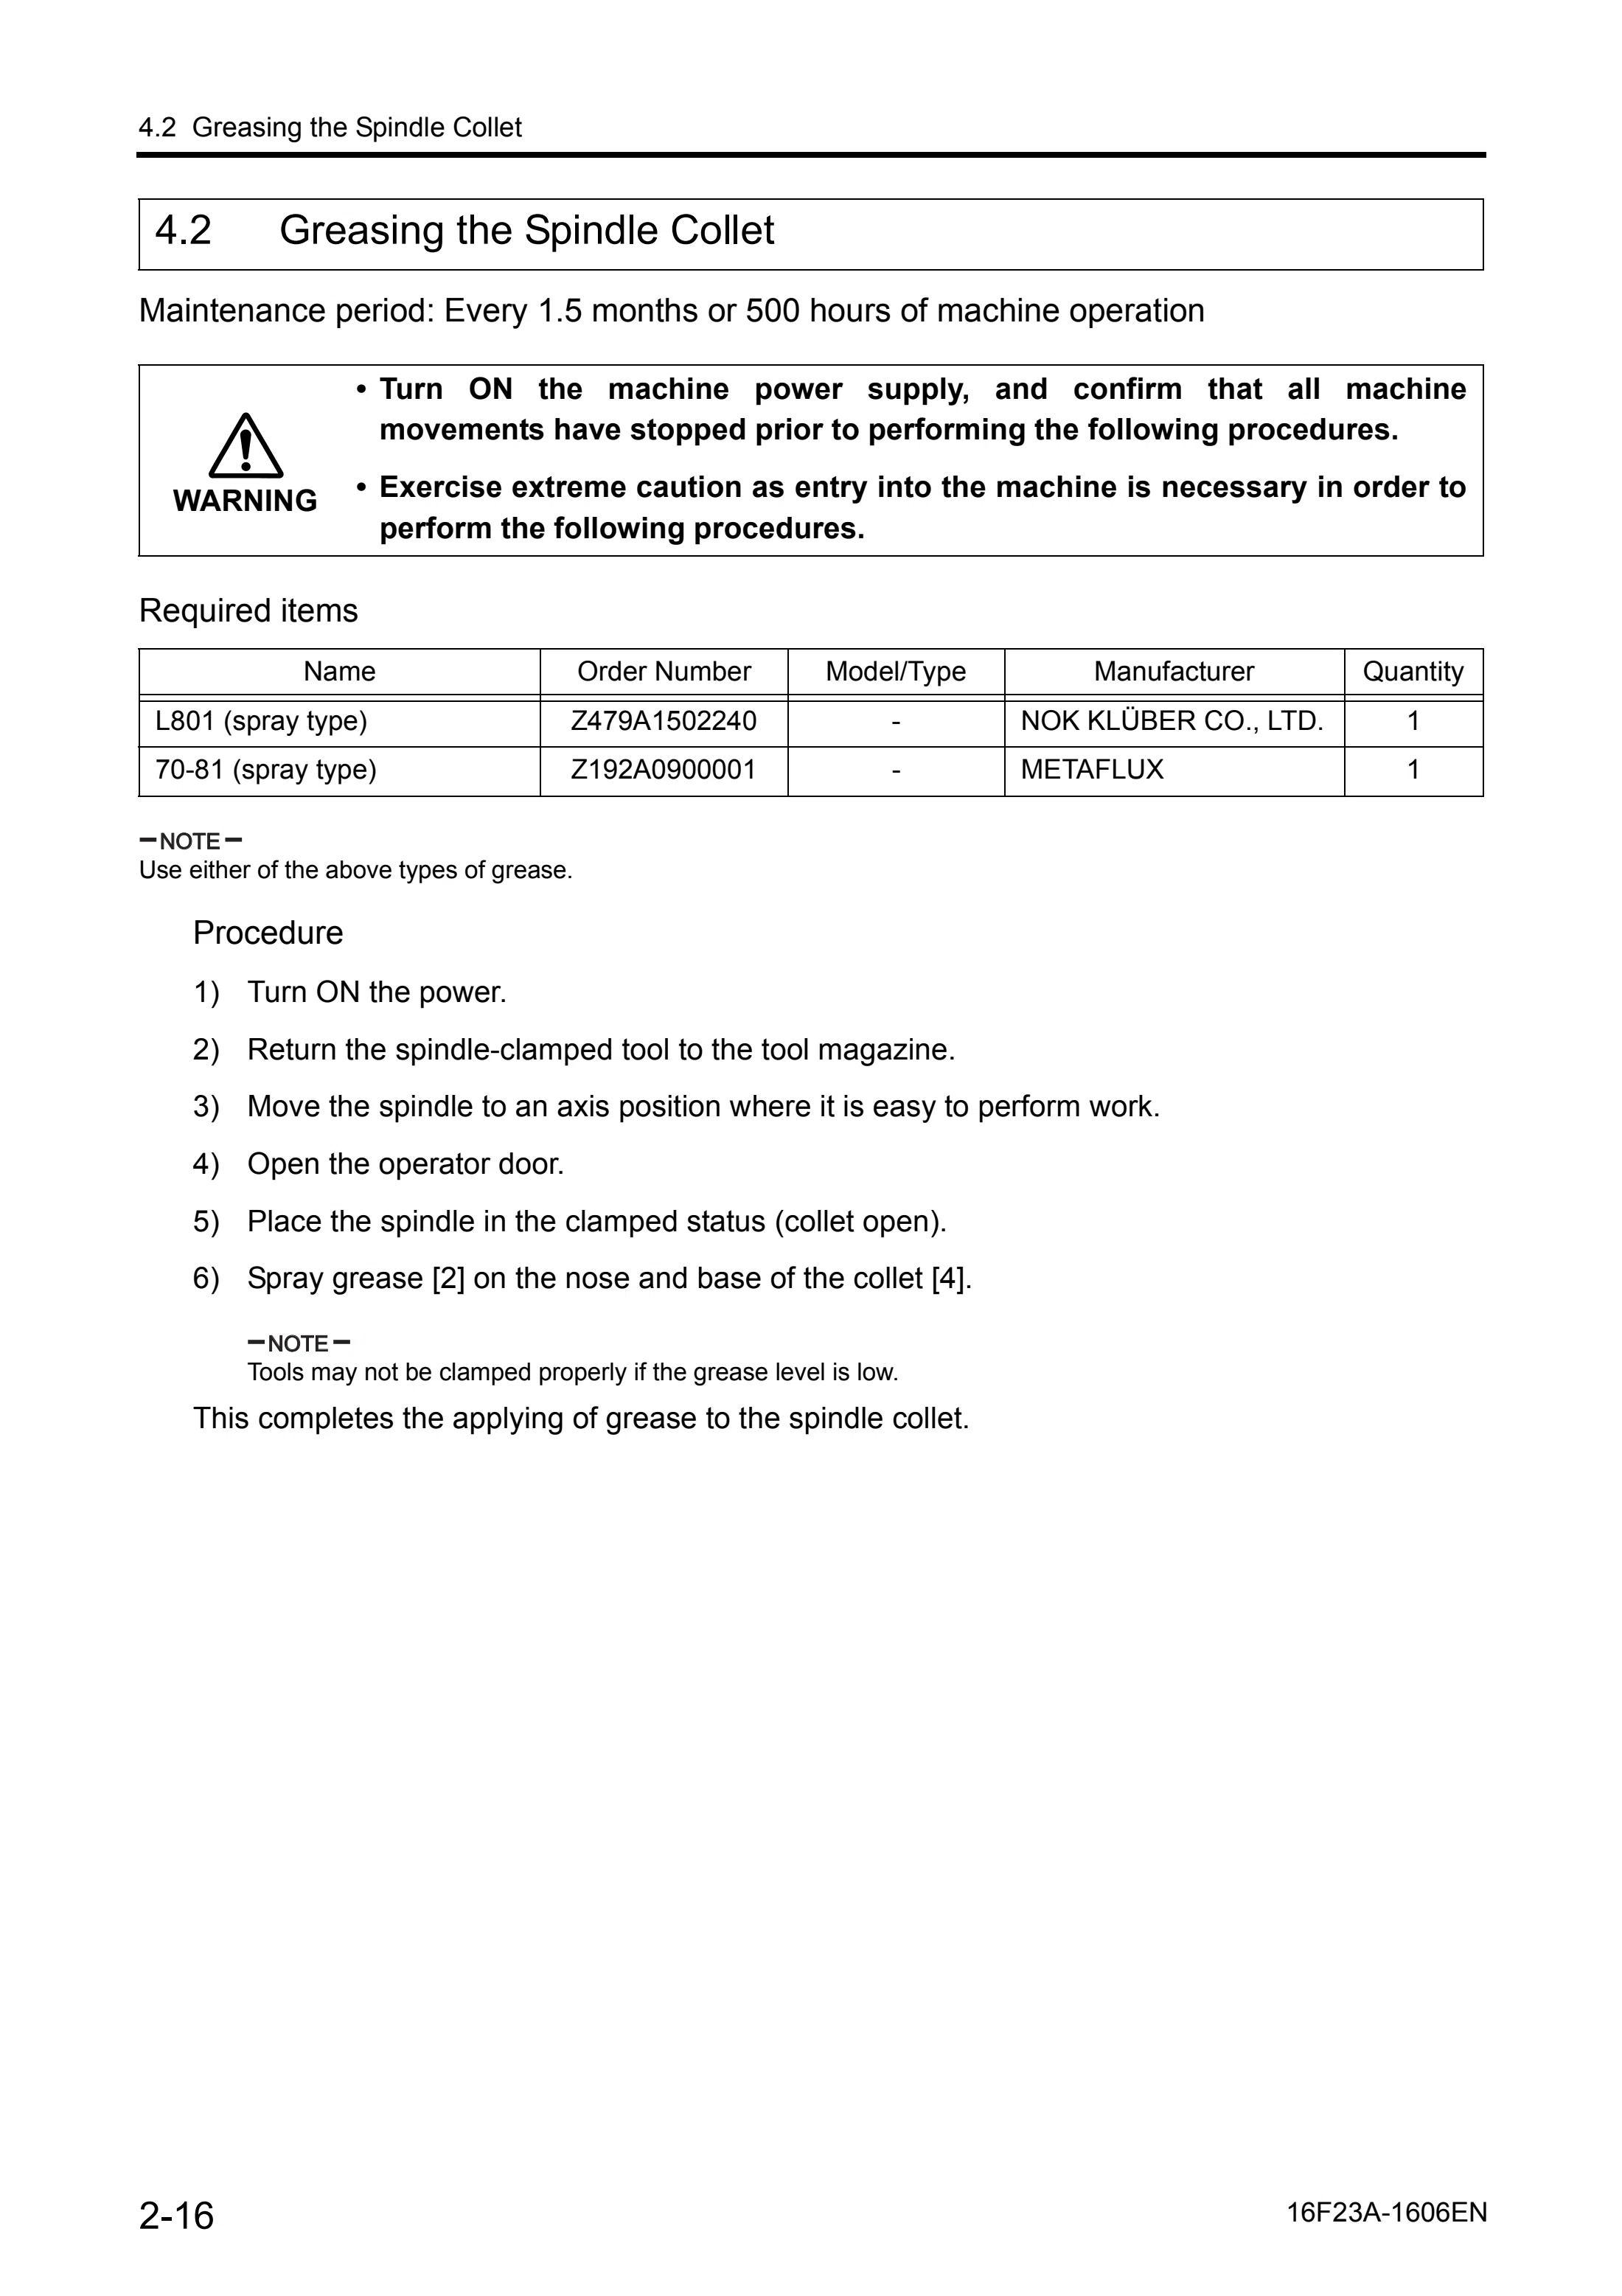 4.2 Greasing the Spindle Collet
4.2 Greasing the Spindle Collet
Maintenance period: Every 1.5 months or 500 hours of machine operation
WARNING
• Turn ON the machine power supply, and confirm that all machine
movements have stopped prior to performing the following procedures.
• Exercise extreme caution as entry into the machine is necessary in order to
perform the following procedures.
Required items
Name Order Number Model/Type Manufacturer Quantity
L801 (spray type) Z479A1502240 - NOK KLÜBER CO., LTD. 1
70-81 (spray type) Z192A0900001 - METAFLUX 1
NOTE
Use either of the above types of grease.
Procedure
1) Turn ON the power.
2) Return the spindle-clamped tool to the tool magazine.
3) Move the spindle to an axis position where it is easy to perform work.
4) Open the operator door.
5) Place the spindle in the clamped status (collet open).
6) Spray grease [2] on the nose and base of the collet [4].
NOTE
Tools may not be clamped properly if the grease level is low.
This completes the applying of grease to the spindle collet.
2-16
16F23A-1606EN